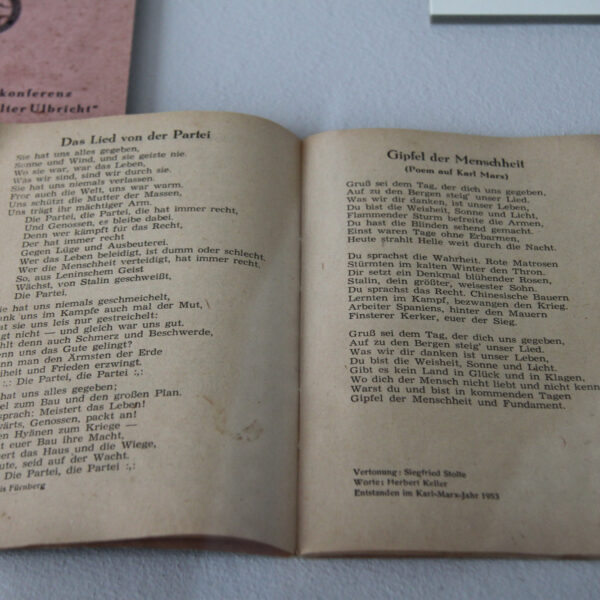 konferenz
lter Ulbricht"
Das Lied von der Partei
Sie hat uns alles gegeben,
Sonne und Wind, und sie geizte nie.
Wo sie war, war das Leben,
Was wir sind, sind wir durch sie.
Sie hat uns niemals verlassen.
Fror auch die Welt, uns war warm.
Uns schützt die Mutter der Massen,
Uns trägt ihr mächtiger Arm.
Die Partei, die Partei, die hat immer recht,
Und Genossen, es bleibe dabei.
Denn wer kämpft für das Recht,
Der hat immer recht
Gegen Lüge und Ausbeuterei.
Wer das Leben beleidigt, ist dumm oder schlecht.
Wer die Menschheit verteidigt, hat immer recht.
So, aus Leninschem Geist
Wächst, von Stalin geschweißt,
Die Partei.
ie hat uns niemals geschmeichelt,
nk uns im Kampfe auch mal der Mut,
at sie uns leis nur gestreichelt:
agt nicht — und gleich war uns gut.
hlt denn auch Schmerz und Beschwerde,
enn uns das Gute gelingt?
enn man den Ärmsten der Erde
iheit und Frieden erzwingt.
:,: Die Partei, die Partei :,:
hat uns alles gegeben;
el zum Bau und den großen Plan.
sprach: Meistert das Leben!
wärts, Genossen, packt an!
en Hyänen zum Kriege —
t euer Bau ihre Macht,
ert das Haus und die Wiege,
ute, seid auf der Wacht.
Die Partei, die Partei :,:
is Fürnberg
Gipfel der Menschheit
(Poem auf Karl Marx)
Gruß sei dem Tag, der dich uns gegeben,
Auf zu den Bergen steig' unser Lied.
Was wir dir danken, ist unser Leben,
Du bist die Weisheit, Sonne und Licht,
Flammender Sturm befreite die Armen,
Du hast die Blinden sehend gemacht.
Einst waren Tage ohne Erbarmen,
Heute strahlt Helle weit durch die Nacht.
Du sprachst die Wahrheit. Rote Matrosen
Stürmten im kalten Winter den Thron.
Dir setzt ein Denkmal blühender Rosen,
Stalin, dein größter, weisester Sohn.
Du sprachst das Recht. Chinesische Bauern
Lernten im Kampf, bezwangen den Krieg.
Arbeiter Spaniens, hinter den Mauern
Finsterer Kerker, euer der Sieg.
Gruß sei dem Tag, der dich uns gegeben,
Auf zu den Bergen steig' unser Lied.
Was wir dir danken ist unser Leben,
Du bist die Weisheit, Sonne und Licht.
Gibt es kein Land in Glück und in Klagen,
Wo dich der Mensch nicht liebt und nicht kenn
Warst du und bist in kommenden Tagen
Gipfel der Menschheit und Fundament.
Vertonung: Siegfried Stolte
Worte: Herbert Keller
Entstanden im Karl-Marx-Jahr 1953